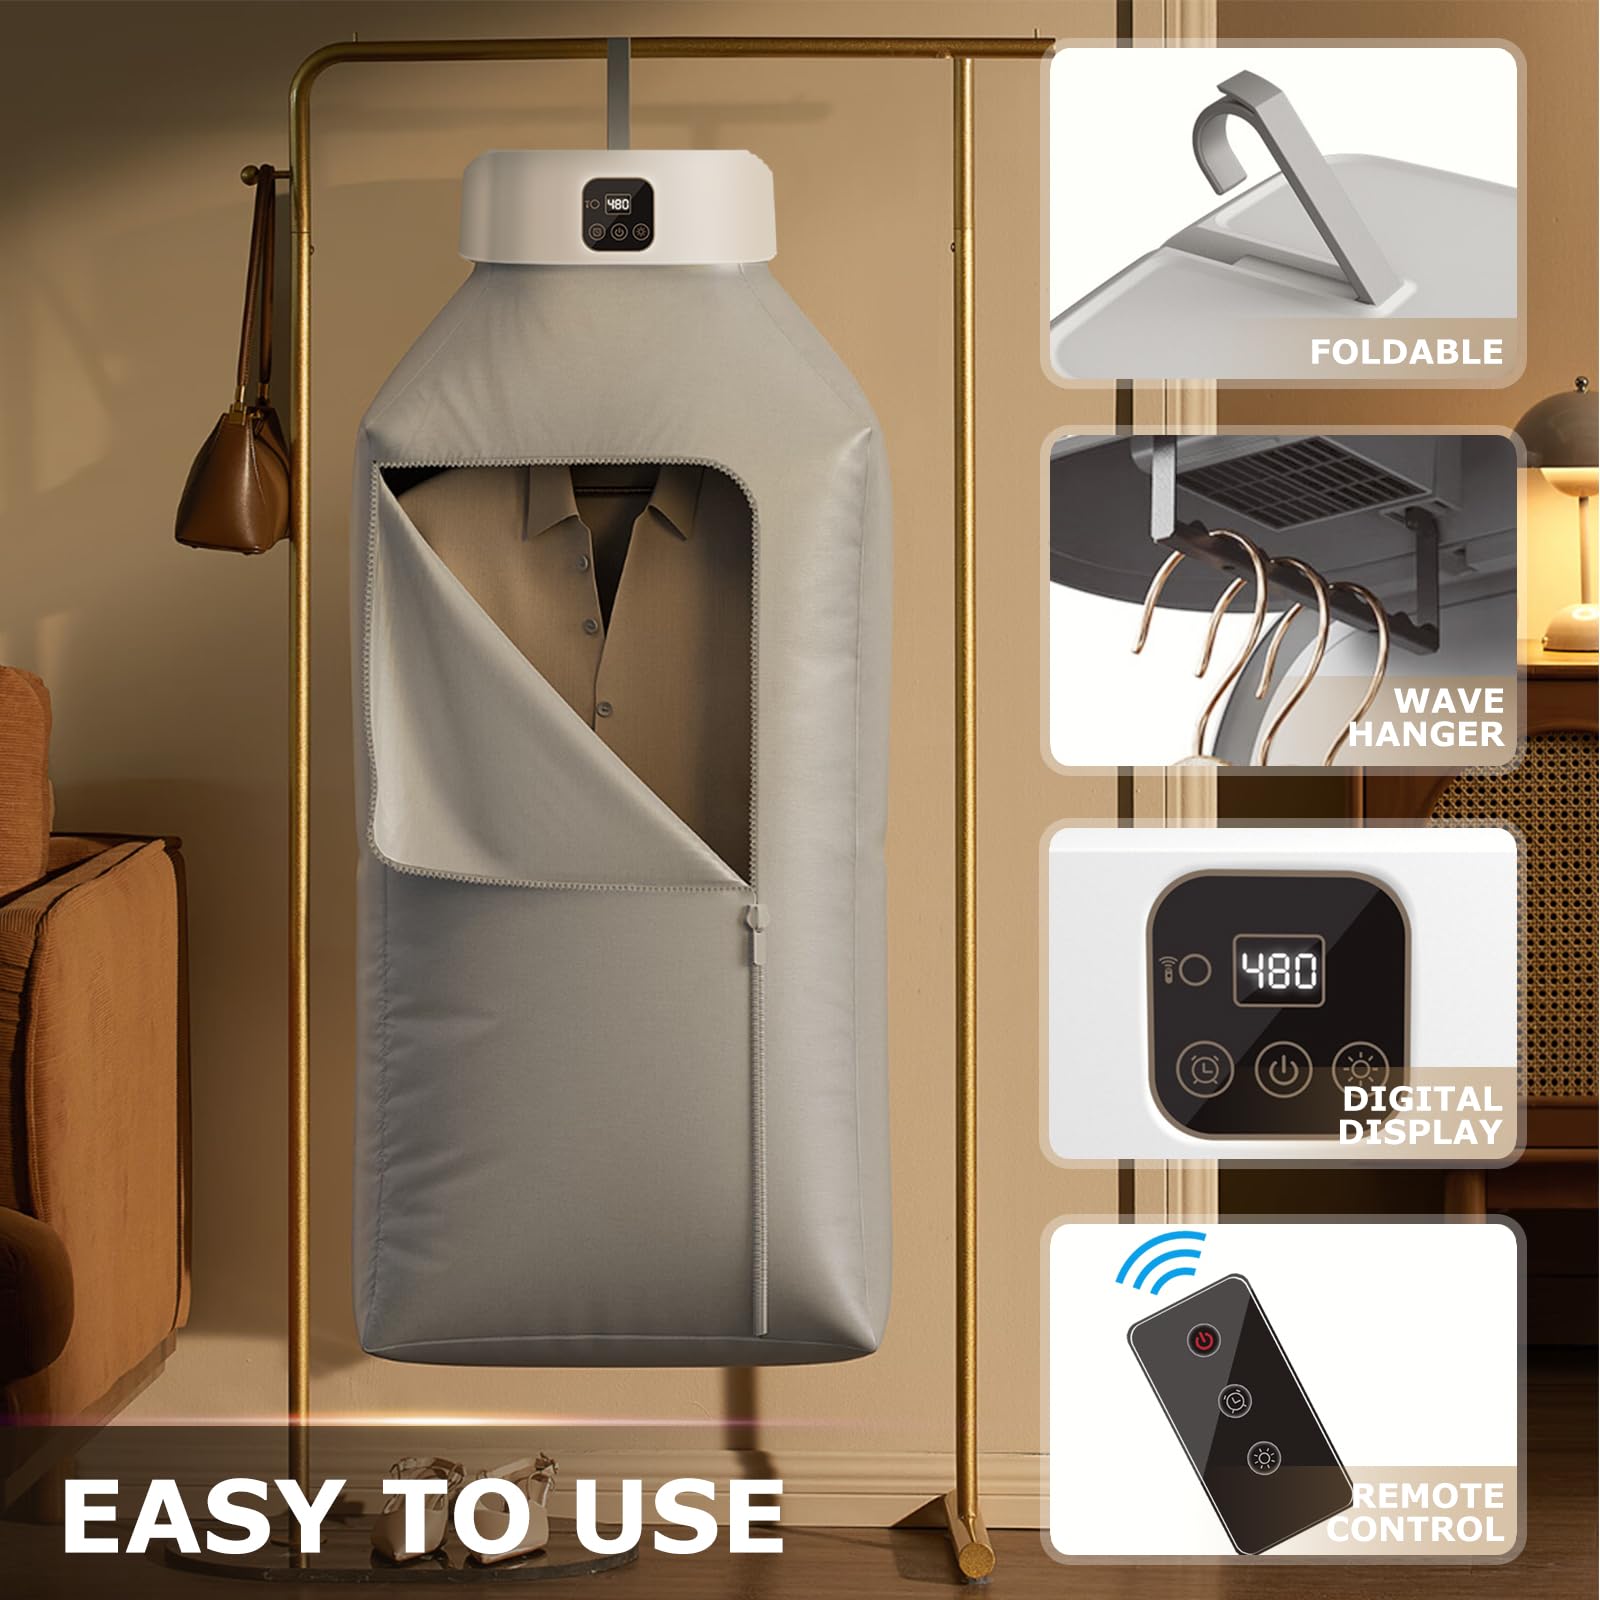 480
FOLDABLE
WAVE
HANGER
480
DIGITAL
DISPLAY
REMOTE
CONTROL
EASY TO USE